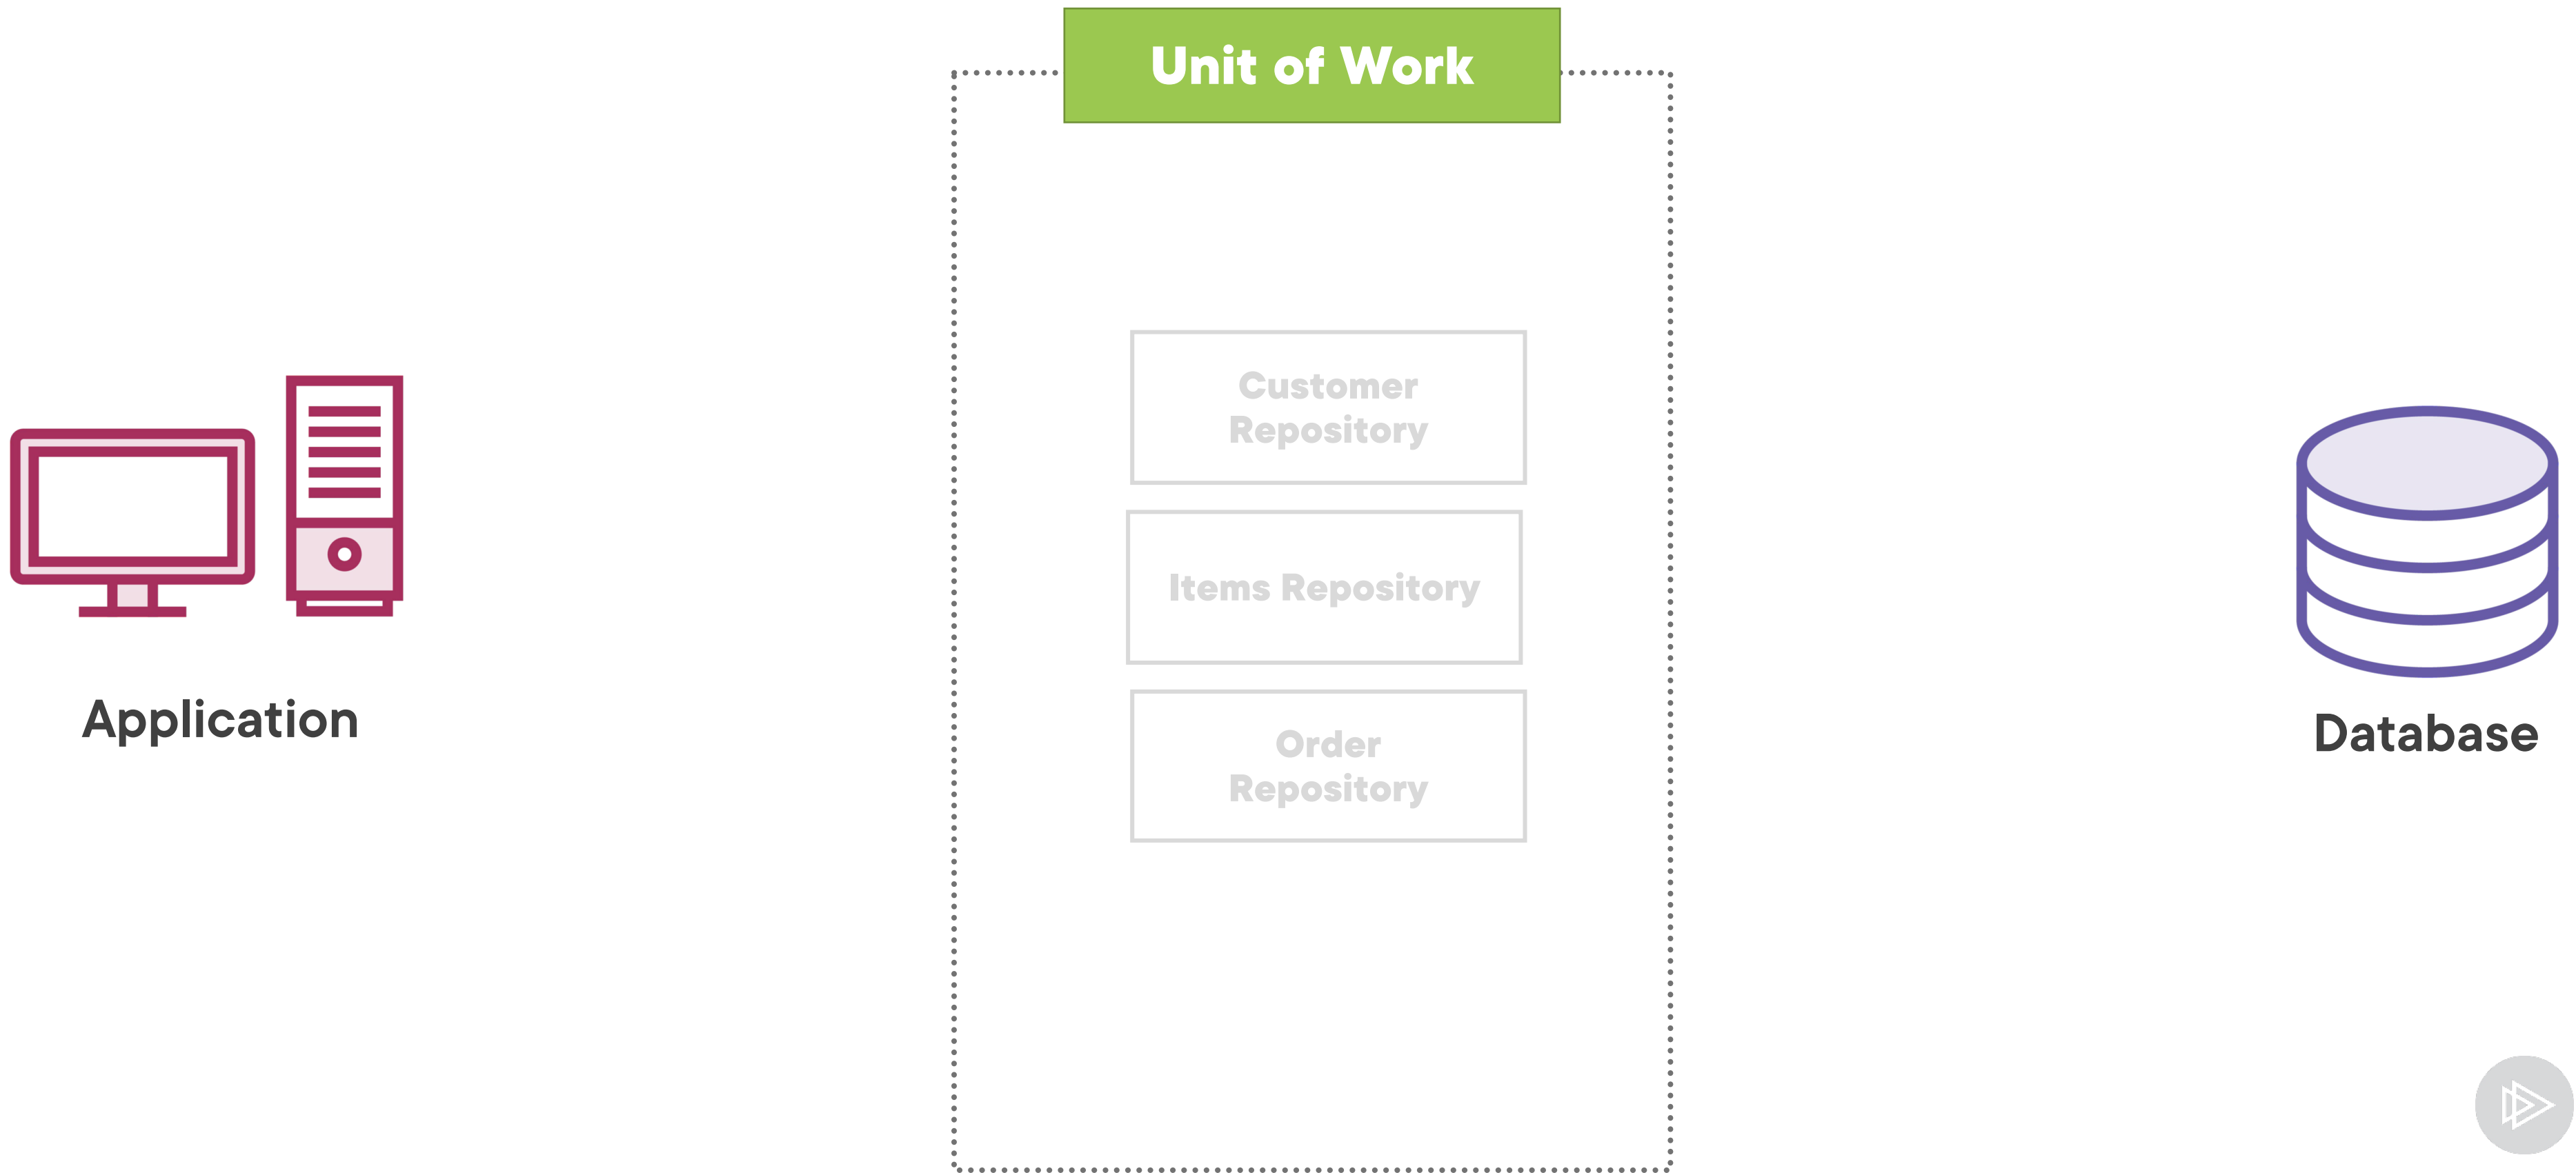 Unit of Work
Customer
Repository
Items Repository
Order
Repository
Application
Database